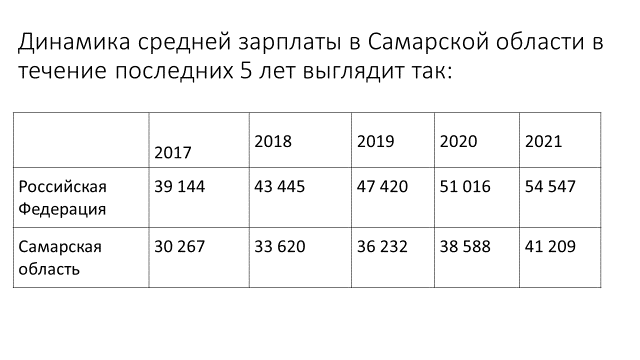 Динамика средней зарплаты в Самарской области в
течение последних 5 лет выглядит так:
2017 2018 2019 2020 2021
Российская
Федерация 39 144 43 445 47 420 51 016 54 547
Самарская
область 30 267 33 620 36 232 38 588 41 209